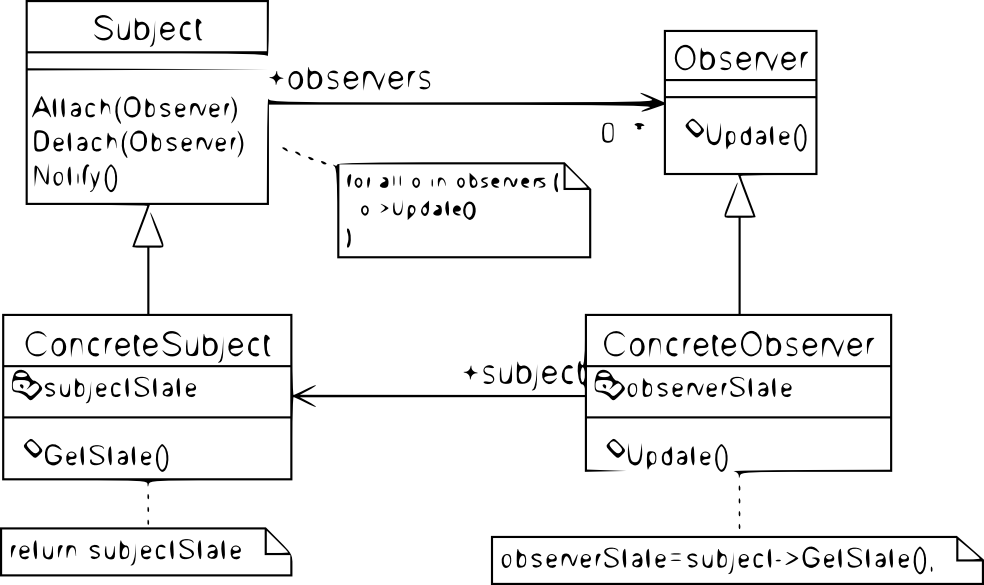 Subject
Attach(Observer)
Detach(Observer)
Notify()
+observers
0 *
Observer
Update()
for all o in observers {
o->Update()
}
ConcreteSubject
subjectState
GetState()
+subject
ConcreteObserver
observerState
Update()
return subjectState
observerState=subject->GetState();